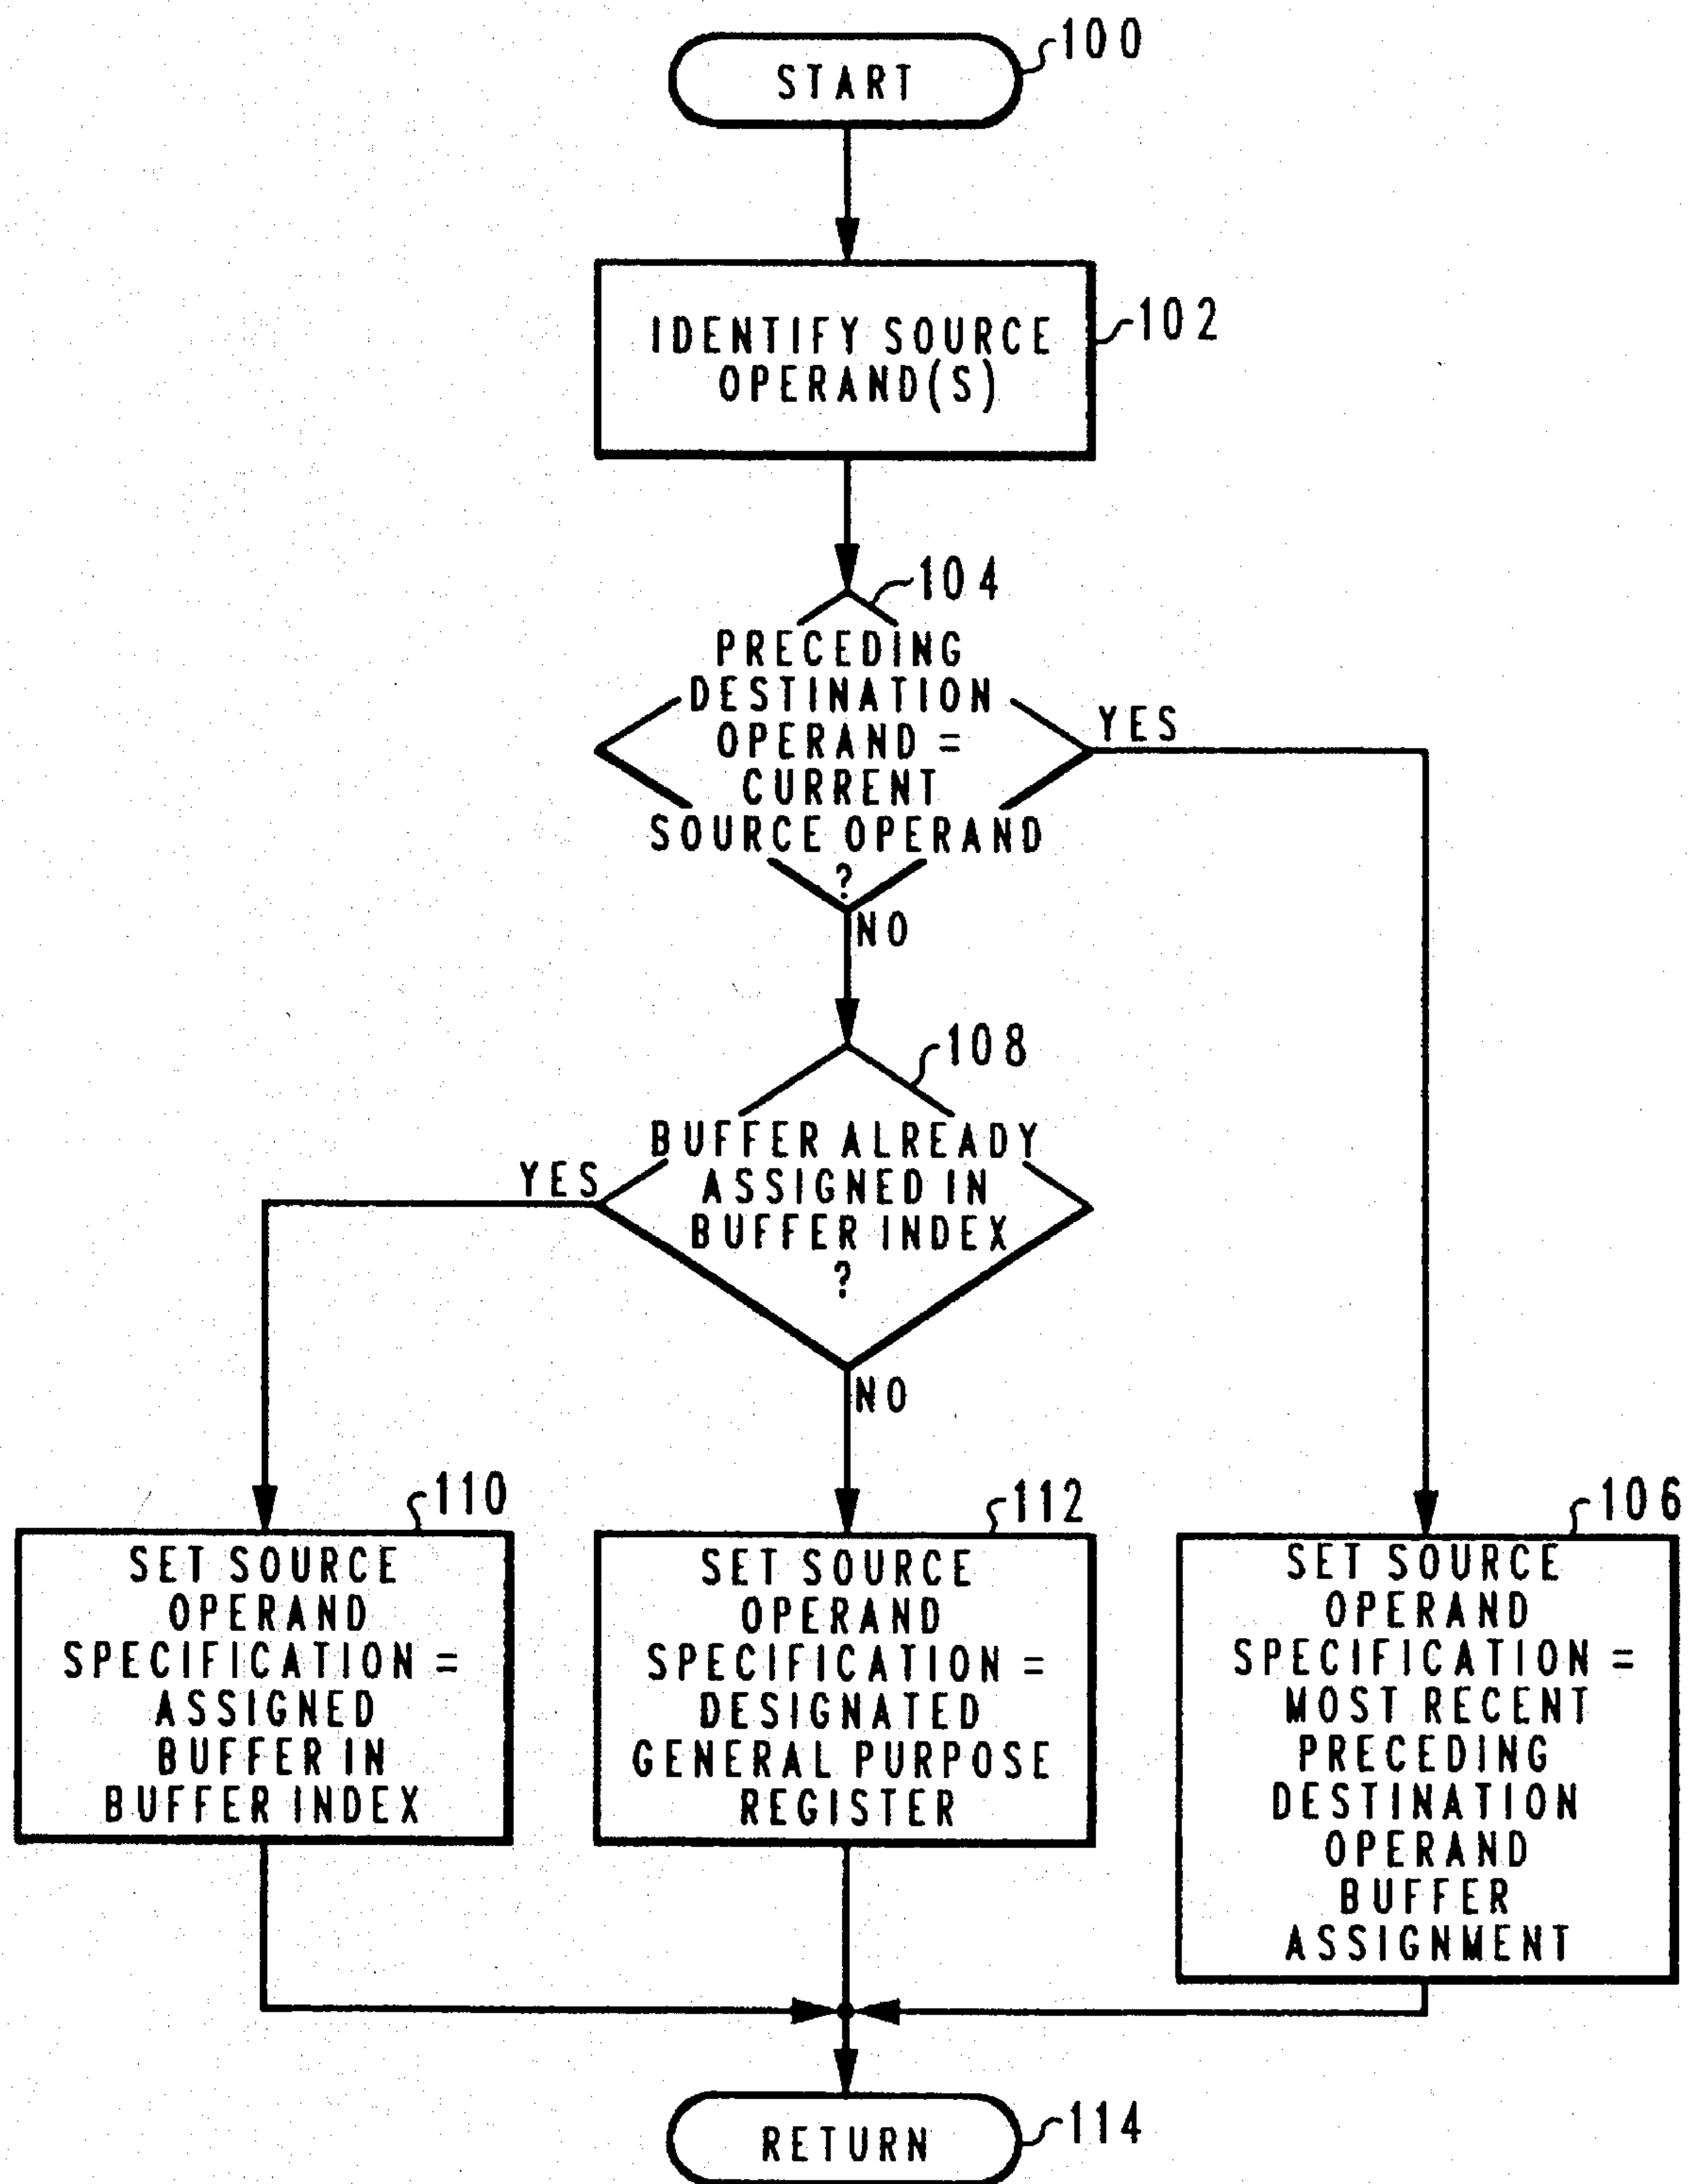 100
START
102
IDENTIFY SOURCE
OPERAND(S)
104
PRECEDING
DESTINATION
OPERAND =
CURRENT
SOURCE OPERAND
?
YES
NO
108
BUFFER ALREADY
ASSIGNED IN
BUFFER INDEX
?
YES
NO
110
SET SOURCE
OPERAND
SPECIFICATION =
ASSIGNED
BUFFER IN
BUFFER INDEX
112
SET SOURCE
OPERAND
SPECIFICATION =
DESIGNATED
GENERAL PURPOSE
REGISTER
106
SET SOURCE
OPERAND
SPECIFICATION =
MOST RECENT
PRECEDING
DESTINATION
OPERAND
BUFFER
ASSIGNMENT
RETURN
114